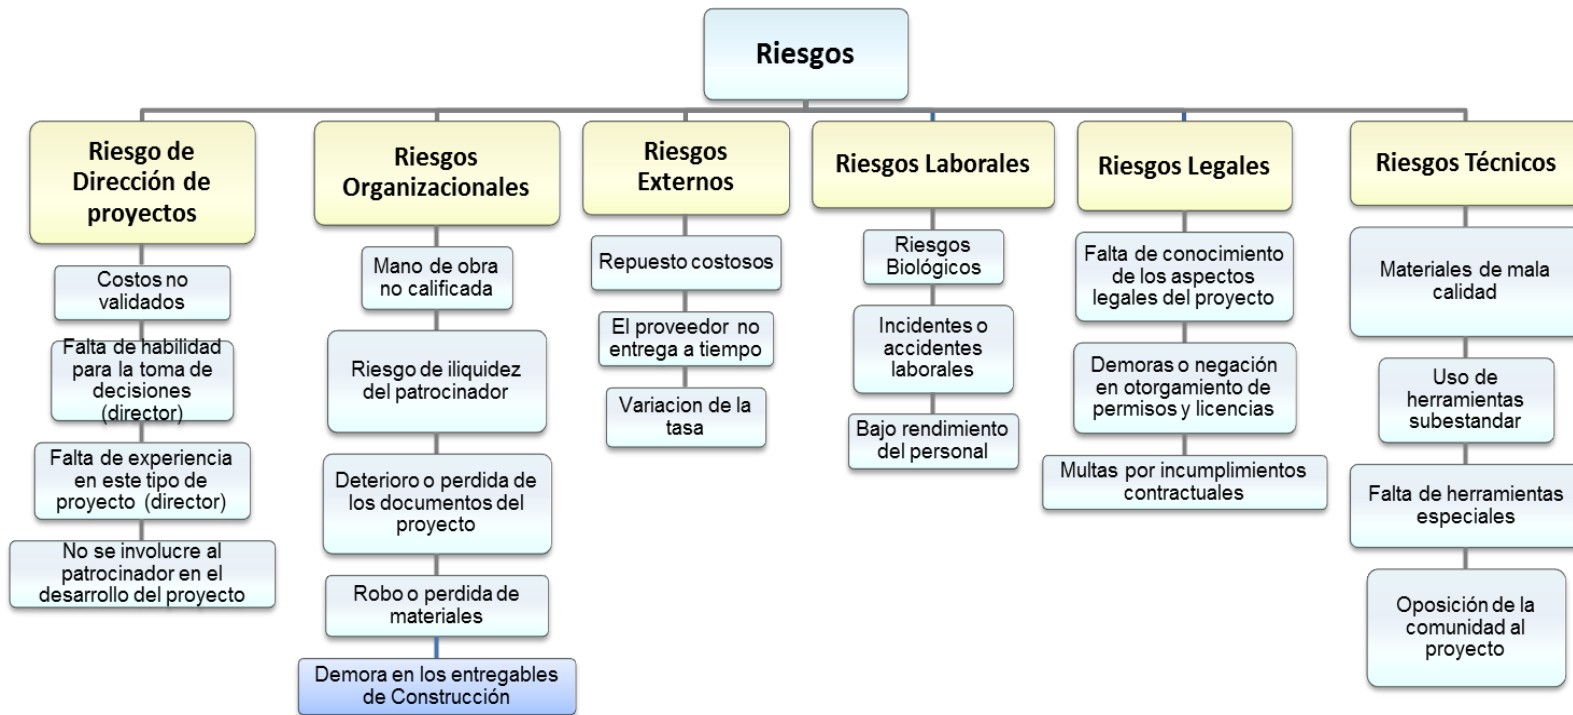 Riesgos
Riesgo de
Dirección de
proyectos
Costos no
validados
Falta de habilidad
para la toma de
decisiones
(director)
Falta de experiencia
en este tipo de
proyecto (director)
No se involucre al
patrocinador en el
desarrollo del proyecto
Riesgos
Organizacionales
Mano de obra
no calificada
Riesgo de iliquidez
del patrocinador
Deterioro o perdida de
los documentos del
proyecto
Robo o perdida de
materiales
Demora en los entregables
de Construcción
Riesgos
Externos
Repuesto costosos
El proveedor no
entrega a tiempo
Variacion de la
tasa
Riesgos Laborales
Riesgos
Biológicos
Incidentes o
accidentes
laborales
Bajo rendimiento
del personal
Riesgos Legales
Falta de conocimiento
de los aspectos
legales del proyecto
Demoras o negación
en otorgamiento de
permisos y licencias
Multas por incumplimientos
contractuales
Riesgos Técnicos
Materiales de mala
calidad
Uso de
herramientas
subestandar
Falta de herramientas
especiales
Oposición de la
comunidad al
proyecto